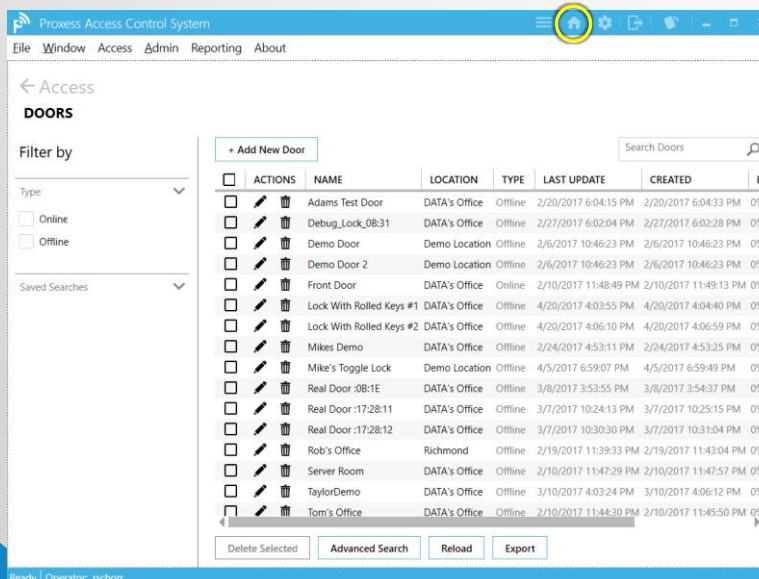 Proxess Access Control System
File Window Access Admin Reporting About
Access
DOORS
Filter by
Type
Online
Offline
Saved Searches
+ Add New Door
Search Doors
ACTIONS NAME LOCATION TYPE LAST UPDATE CREATED
Adams Test Door DATA's Office Offline 2/20/2017 6:04:15 PM 2/20/2017 6:04:33 PM
Debug_Lock_0B:31 DATA's Office Offline 2/27/2017 6:02:04 PM 2/27/2017 6:02:28 PM
Demo Door Demo Location Offline 2/6/2017 10:46:23 PM 2/6/2017 10:46:23 PM
Demo Door 2 Demo Location Offline 2/6/2017 10:46:23 PM 2/6/2017 10:46:23 PM
Front Door DATA's Office Online 2/10/2017 11:48:49 PM 2/10/2017 11:49:13 PM
Lock With Rolled Keys #1 DATA's Office Offline 4/20/2017 4:03:55 PM 4/20/2017 4:04:40 PM
Lock With Rolled Keys #2 DATA's Office Offline 4/20/2017 4:06:10 PM 4/20/2017 4:06:59 PM
Mikes Demo DATA's Office Offline 2/24/2017 4:53:11 PM 2/24/2017 4:53:25 PM
Mike's Toggle Lock Demo Location Offline 4/5/2017 6:59:07 PM 4/5/2017 6:59:49 PM
Real Door :0B:1E DATA's Office Offline 3/8/2017 3:53:55 PM 3/8/2017 3:54:37 PM
Real Door :17:28:11 DATA's Office Offline 3/7/2017 10:24:13 PM 3/7/2017 10:25:15 PM
Real Door :17:28:12 DATA's Office Offline 3/7/2017 10:30:30 PM 3/7/2017 10:31:04 PM
Rob's Office Richmond Offline 2/19/2017 11:39:33 PM 2/19/2017 11:43:04 PM
Server Room DATA's Office Offline 2/10/2017 11:47:29 PM 2/10/2017 11:47:57 PM
TaylorDemo DATA's Office Offline 3/10/2017 4:03:24 PM 3/10/2017 4:06:12 PM
Tom's Office DATA's Office Offline 2/10/2017 11:44:30 PM 2/10/2017 11:45:50 PM
Delete Selected Advanced Search Reload Export
Ready Operator: rschorr